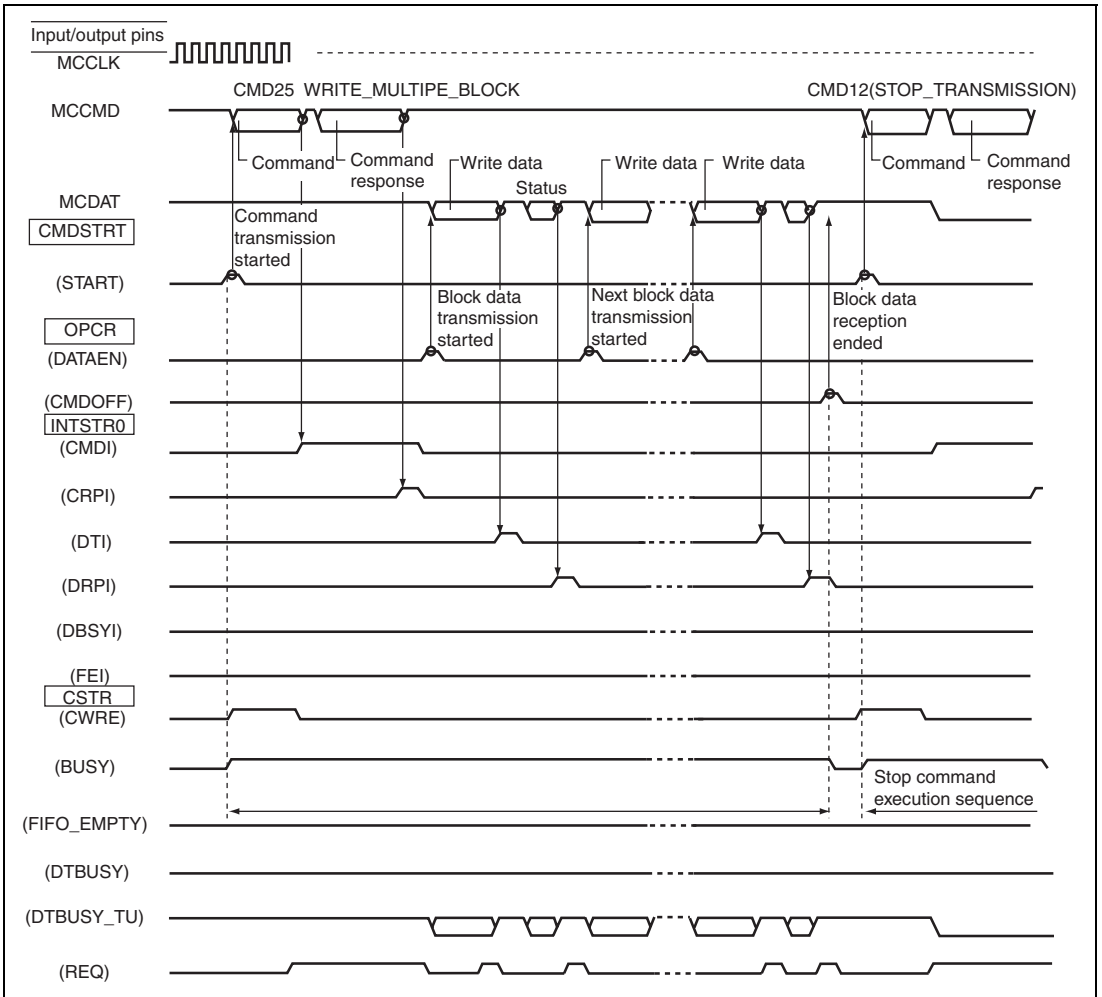 Input/output pins
MCCLK
CMD25 WRITE_MULTIPE_BLOCK
CMD12(STOP_TRANSMISSION)
MCCMD
Command
Command
response
Write data
Status
Write data
Write data
Command
Command
response
MCDAT
CMDSTRT
Command
transmission
started
(START)
Block data
transmission
started
Next block data
transmission
started
Block data
reception
ended
OPCR
(DATAEN)
(CMDOFF)
INTSTR0
(CMDI)
(CRPI)
(DTI)
(DRPI)
(DBSYI)
(FEI)
CSTR
(CWRE)
(BUSY)
Stop command
execution sequence
(FIFO_EMPTY)
(DTBUSY)
(DTBUSY_TU)
(REQ)